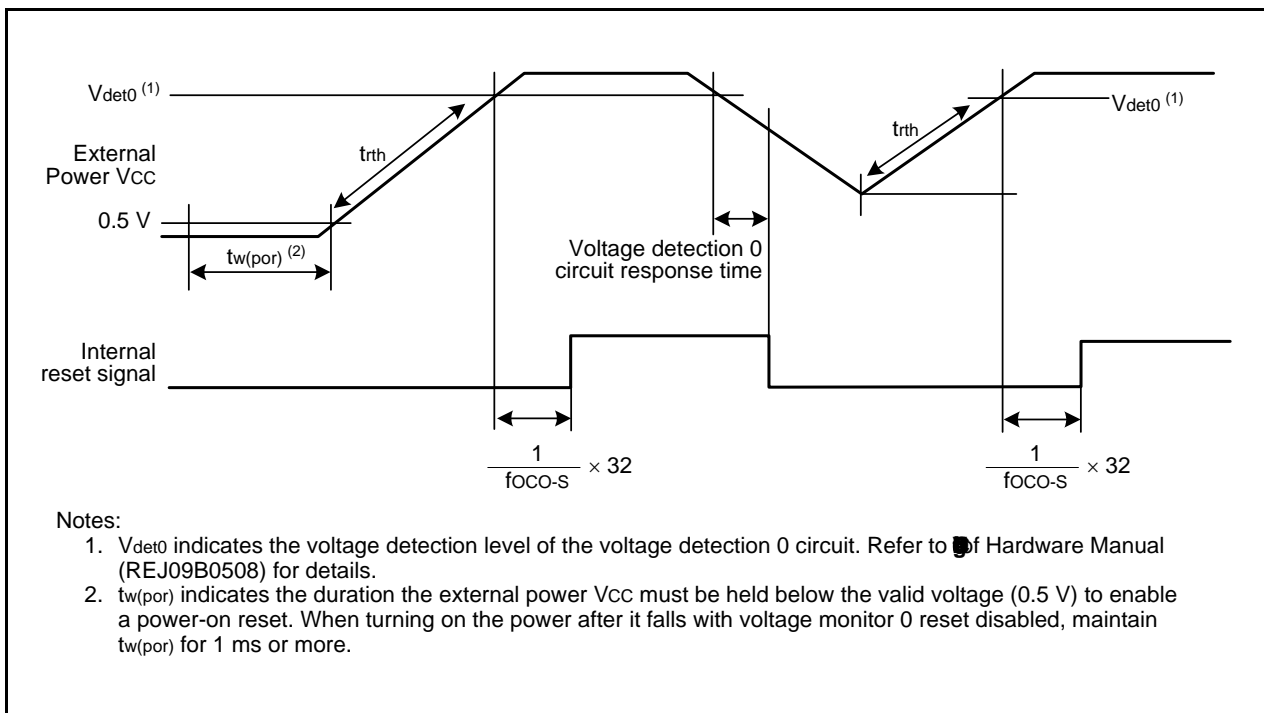 Vdet0 (1)
External
Power VCC
0.5 V
trth
tw(por) (2)
Voltage detection 0
circuit response time
trth
Vdet0 (1)
Internal
reset signal
1
fOCO-S
× 32
1
fOCO-S
× 32
Notes:
1. Vdet0 indicates the voltage detection level of the voltage detection 0 circuit. Refer to of Hardware Manual
(REJ09B0508) for details.
2. tw(por) indicates the duration the external power VCC must be held below the valid voltage (0.5 V) to enable
a power-on reset. When turning on the power after it falls with voltage monitor 0 reset disabled, maintain
tw(por) for 1 ms or more.